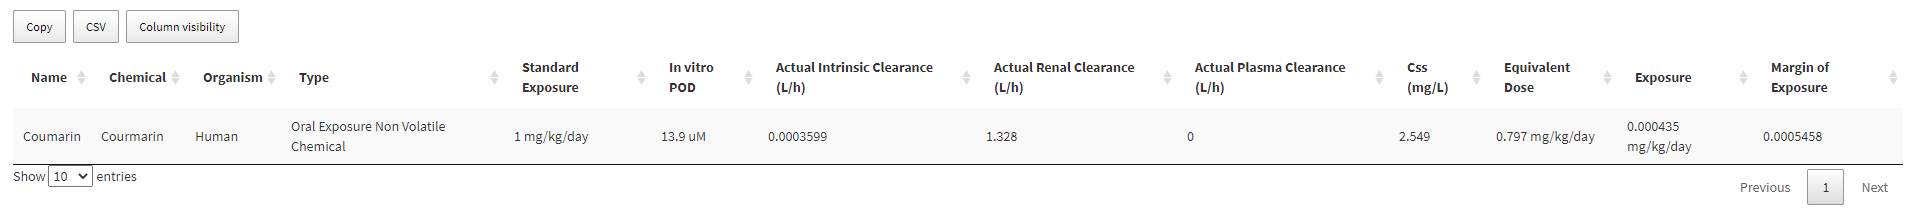 Copy CSV Column visibility
Name Chemical Organism Type Standard Exposure In vitro POD Actual Intrinsic Clearance (L/h) Actual Renal Clearance (L/h) Actual Plasma Clearance (L/h) Css (mg/L) Equivalent Dose Exposure Margin of Exposure
Coumarin Courmarin Human Oral Exposure Non Volatile Chemical 1 mg/kg/day 13.9 uM 0.0003599 1.328 0 2.549 0.797 mg/kg/day 0.000435 mg/kg/day 0.0005458
Show 10 entries
Previous 1 Next